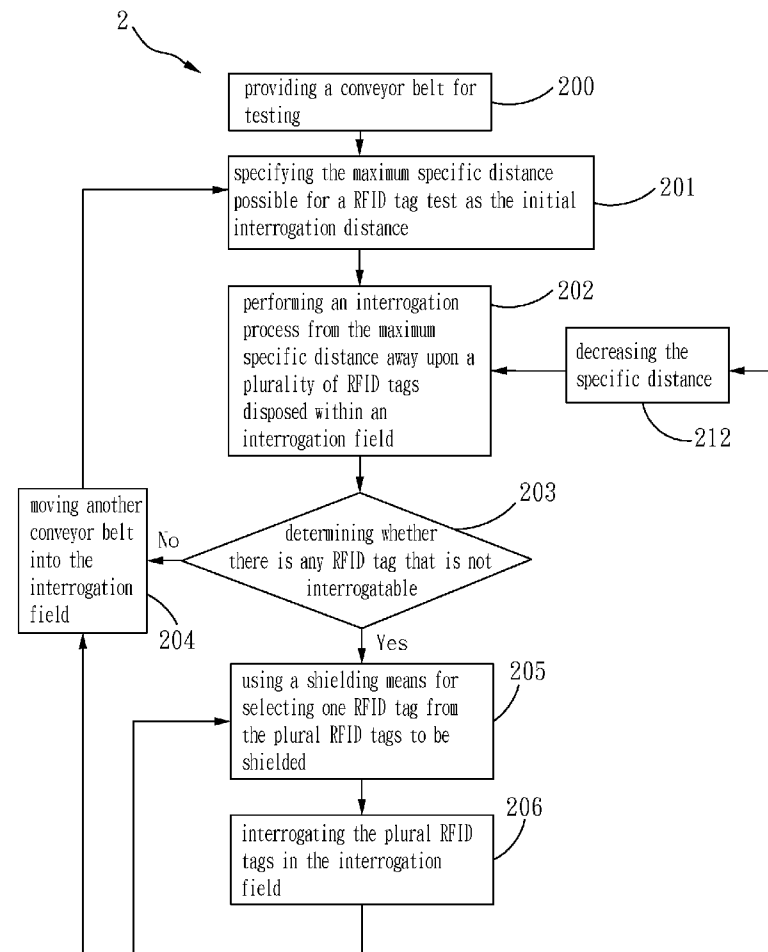 2
providing a conveyor belt for
testing
200
specifying the maximum specific distance
possible for a RFID tag test as the initial
interrogation distance
201
performing an interrogation
process from the maximum
specific distance away upon a
plurality of RFID tags
disposed within an
interrogation field
202
decreasing the
specific distance
212
determining whether
there is any RFID tag that is not
interrogatable
203
No
moving another
conveyor belt
into the
interrogation
field
204
Yes
using a shielding means for
selecting one RFID tag from
the plural RFID tags to be
shielded
205
interrogating the plural RFID
tags in the interrogation
field
206